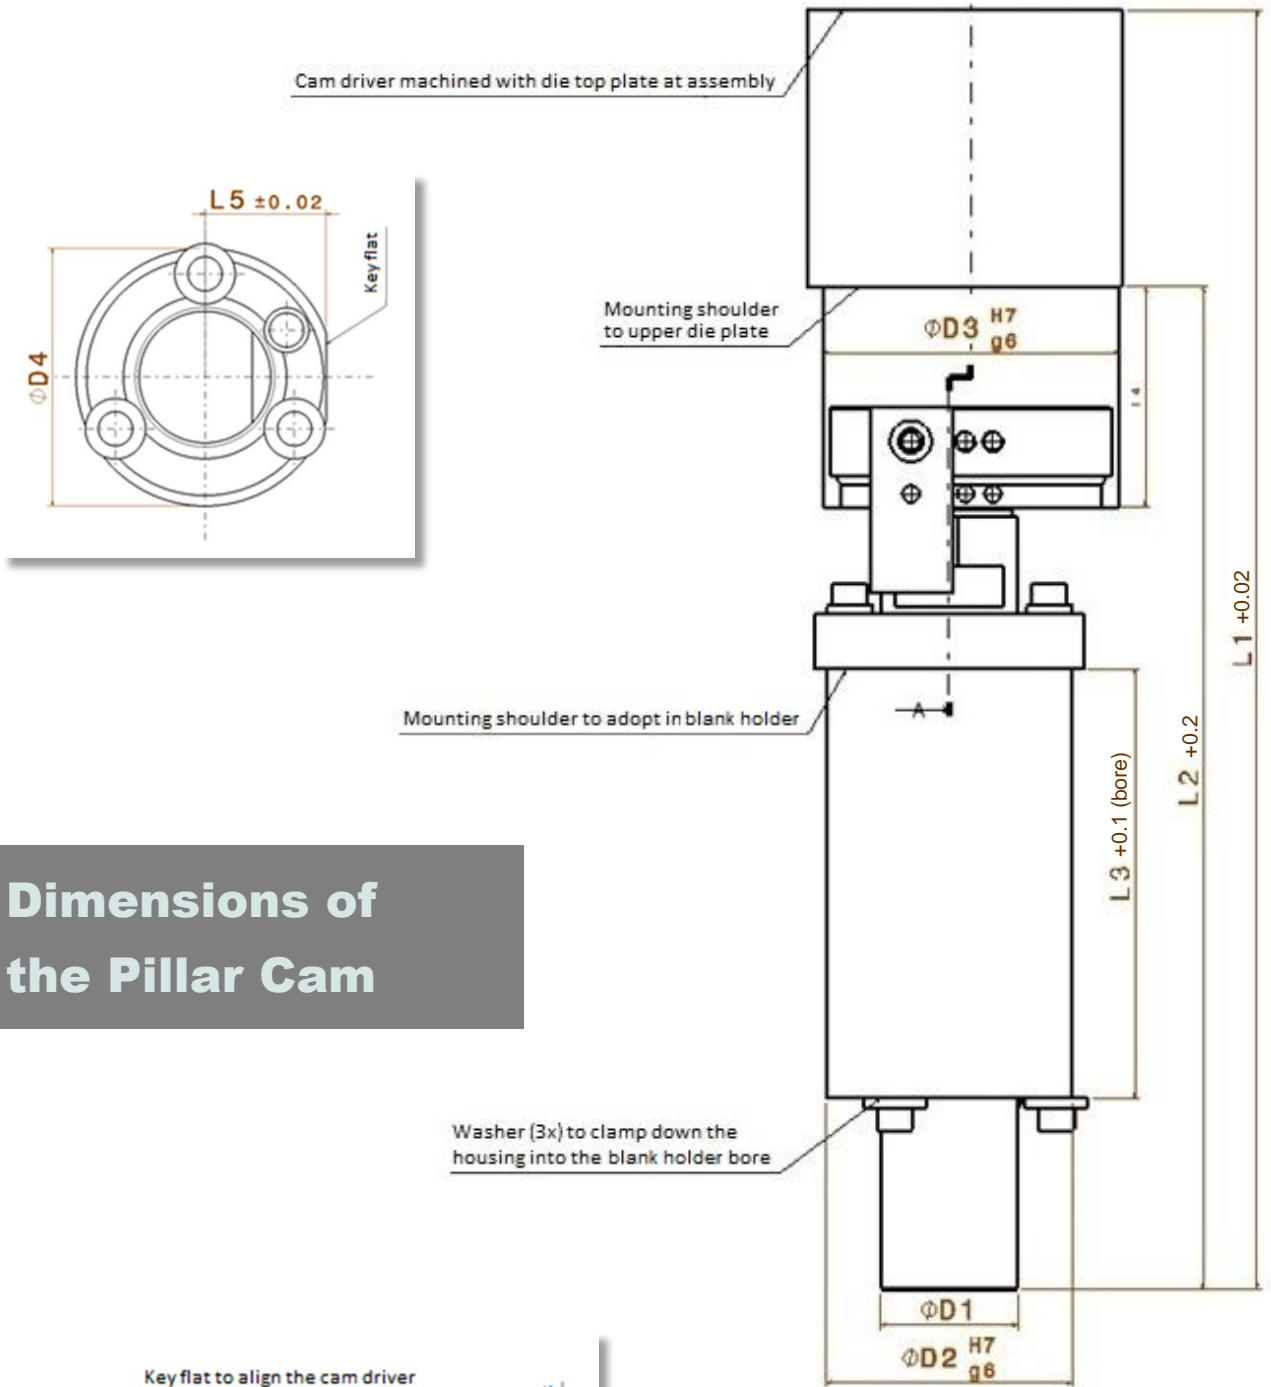 Cam driver machined with die top plate at assembly
L5 ±0.02
Key flat
ΦD4
Mounting shoulder
to upper die plate
ΦD3 H7
g6
L1 +0.02
Mounting shoulder to adopt in blank holder
A
L2 +0.2
L3 +0.1 (bore)
Dimensions of
the Pillar Cam
Washer (3x) to clamp down the
housing into the blank holder bore
ΦD1
ΦD2 H7
g6
Key flat to align the cam driver